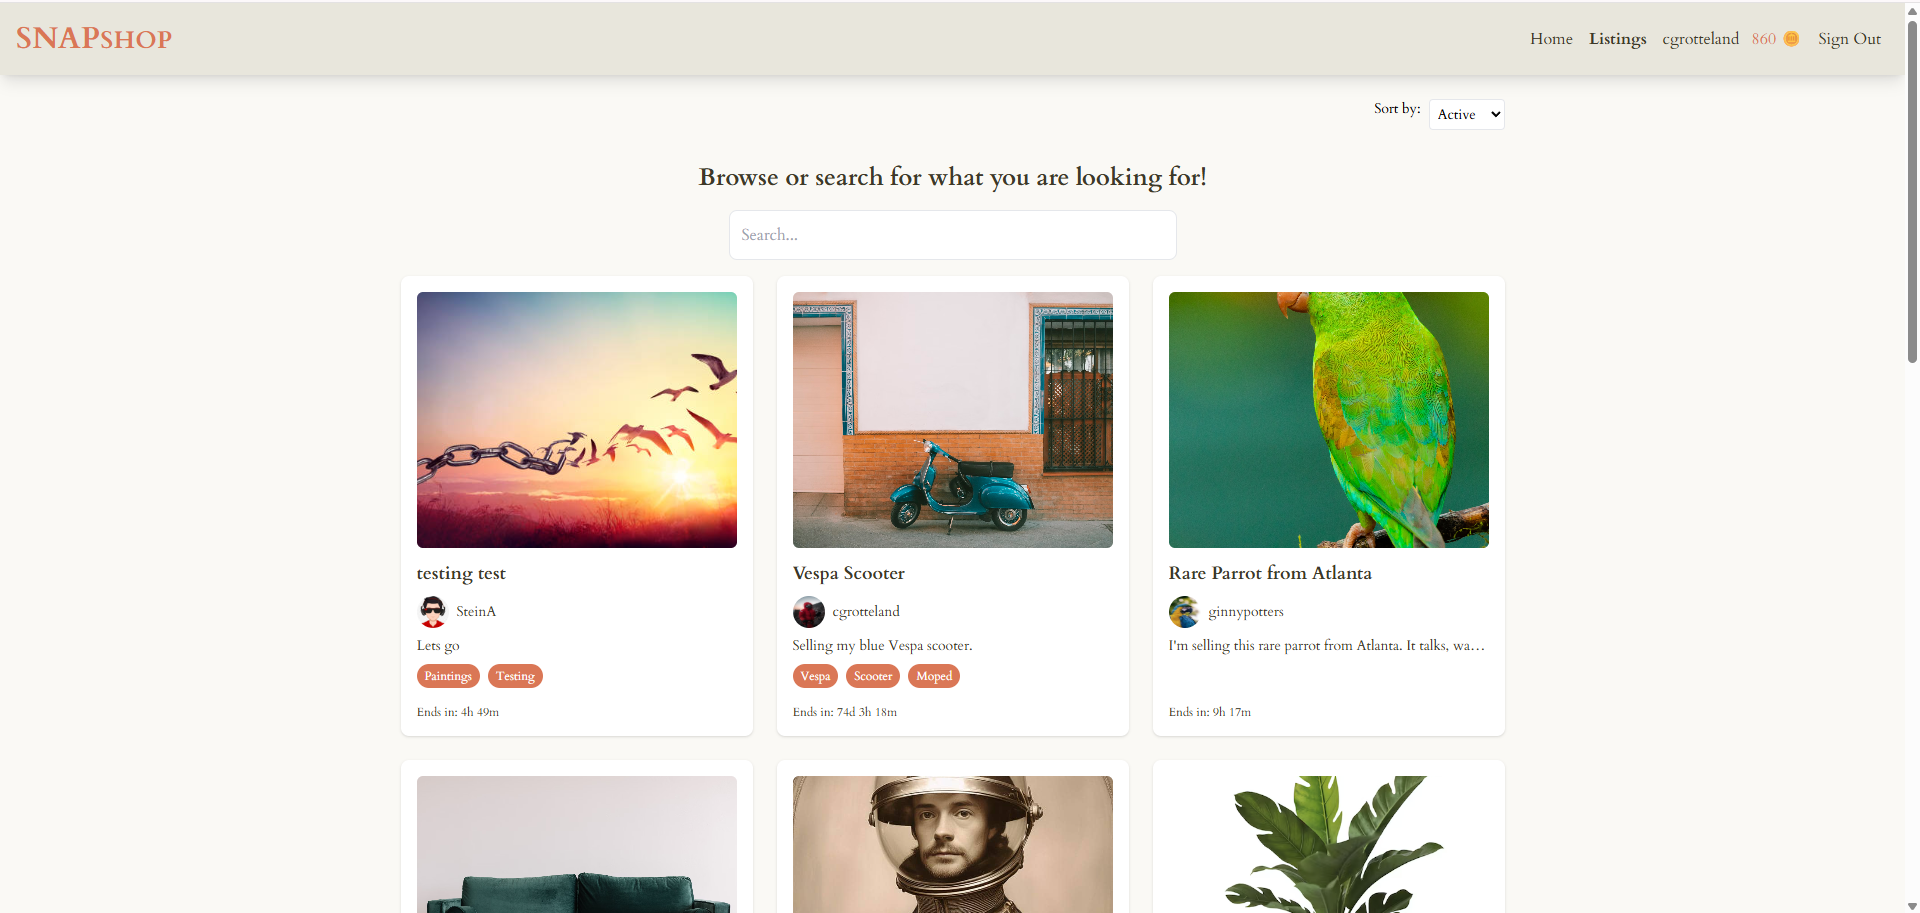 SNAPSHOP
Home Listings cgrotteland 860 Sign Out
Sort by: Active
Browse or search for what you are looking for!
Search...
testing test
SteinA
Lets go
Paintings Testing
Ends in: 4h 49m
Vespa Scooter
cgrotteland
Selling my blue Vespa scooter.
Vespa Scooter Moped
Ends in: 74d 3h 18m
Rare Parrot from Atlanta
ginnypotters
I'm selling this rare parrot from Atlanta. It talks, wa…
Ends in: 9h 17m